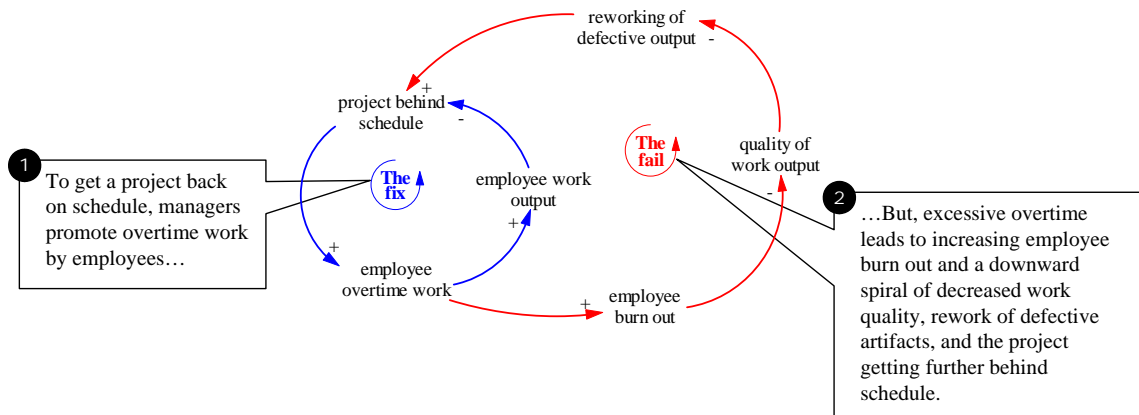 reworking of
defective output
-
+
project behind
schedule
-
The
fix
employee work
output
+
+
employee
overtime work
+
employee
burn out
The
fail
quality of
work output
-
1
To get a project back
on schedule, managers
promote overtime work
by employees…
2
…But, excessive overtime
leads to increasing employee
burn out and a downward
spiral of decreased work
quality, rework of defective
artifacts, and the project
getting further behind
schedule.